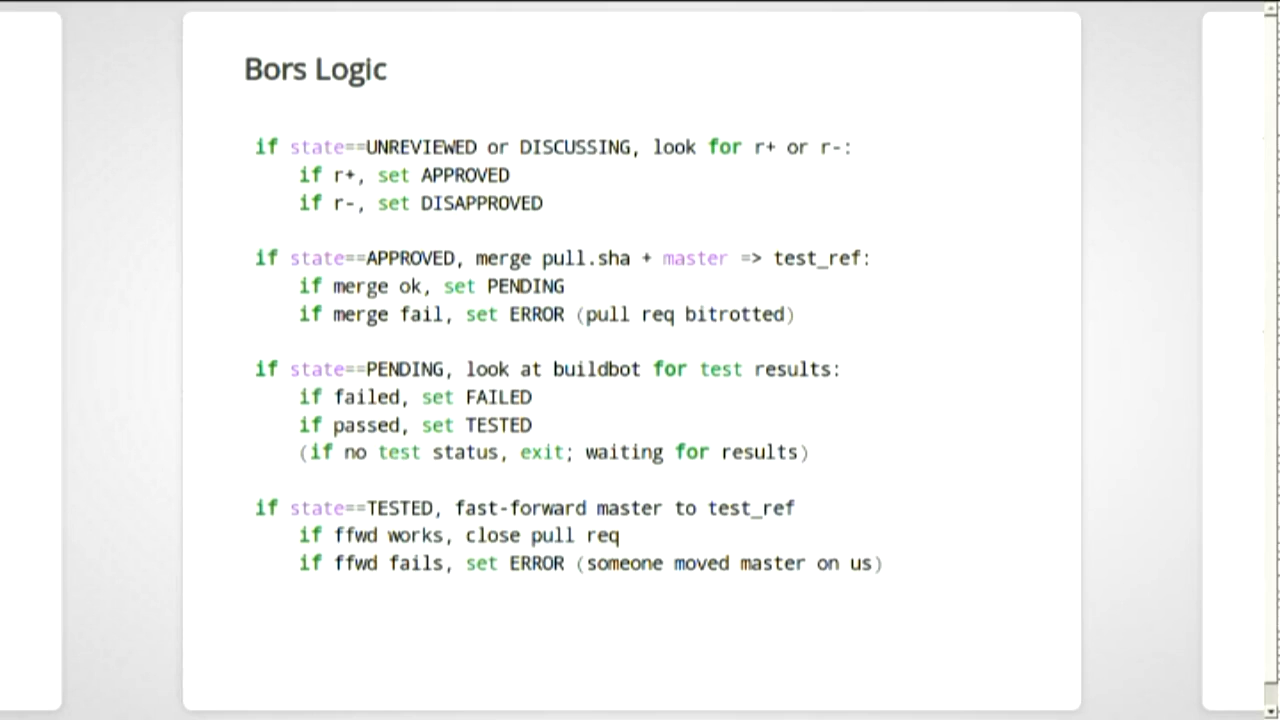 Bors Logic
if state==UNREVIEWED or DISCUSSING, look for r+ or r-:
if r+, set APPROVED
if r-, set DISAPPROVED
if state==APPROVED, merge pull.sha + master => test_ref:
if merge ok, set PENDING
if merge fail, set ERROR (pull req bitrotted)
if state==PENDING, look at buildbot for test results:
if failed, set FAILED
if passed, set TESTED
(if no test status, exit; waiting for results)
if state==TESTED, fast-forward master to test_ref
if ffwd works, close pull req
if ffwd fails, set ERROR (someone moved master on us)